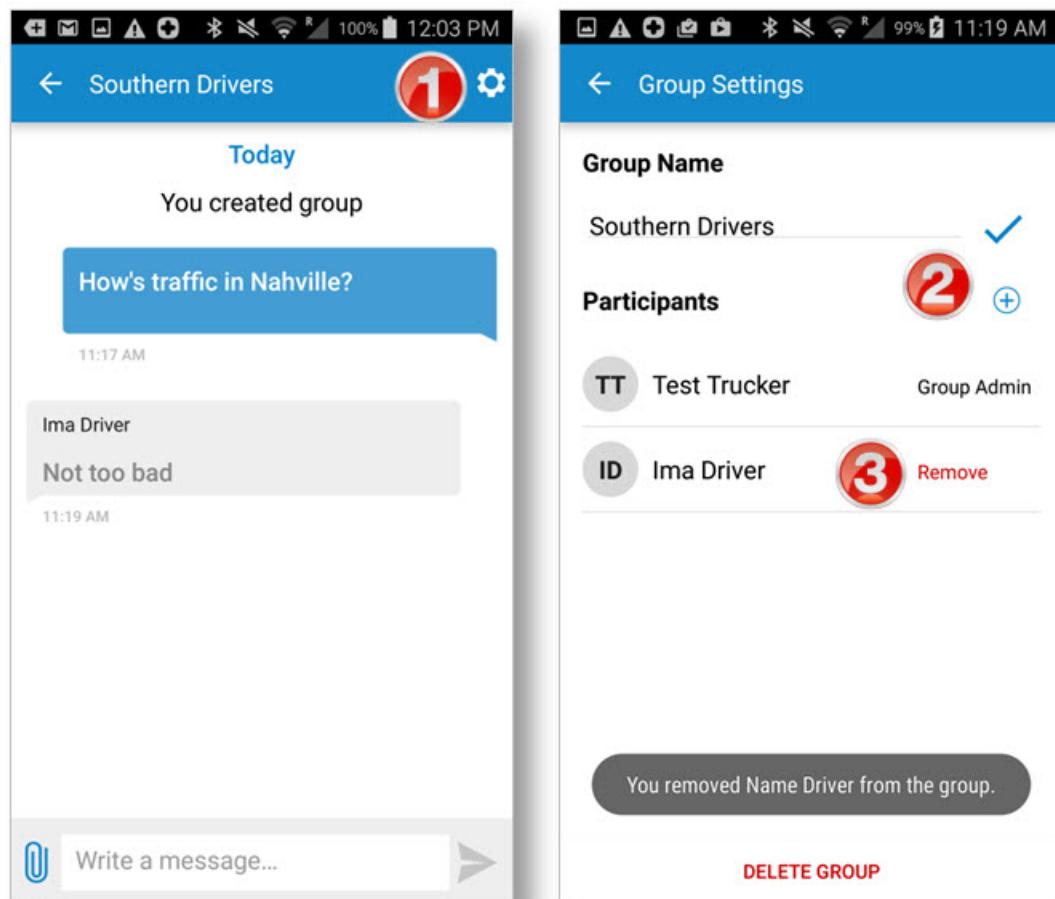 100% 12:03 PM
Southern Drivers
1
Today
You created group
How's traffic in Nahville?
11:17 AM
Ima Driver
Not too bad
11:19 AM
Write a message...
R 99% 11:19 AM
Group Settings
Group Name
Southern Drivers
2
Participants
TT Test Trucker Group Admin
ID Ima Driver 3 Remove
You removed Name Driver from the group.
DELETE GROUP